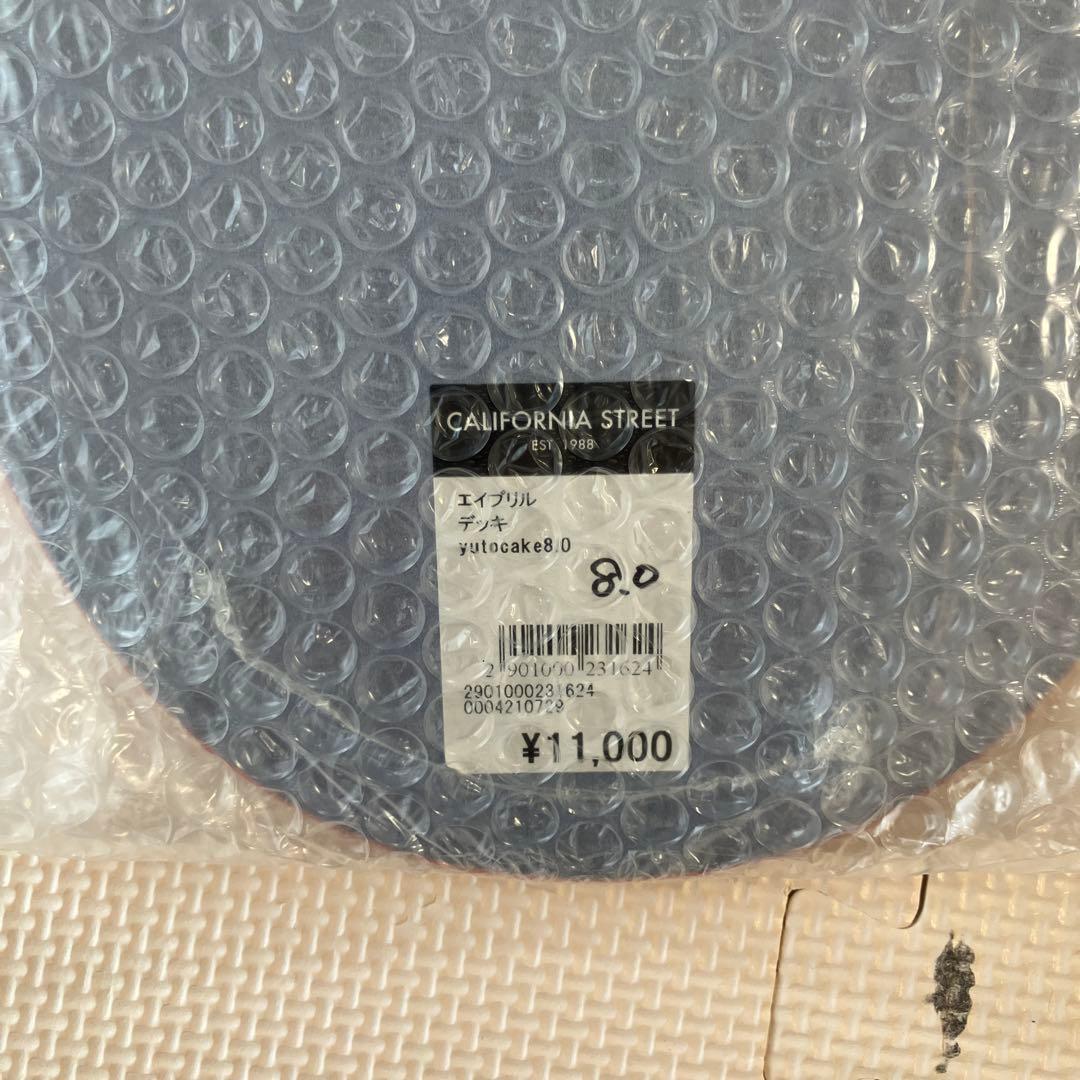 CALIFORNIA STREET
EST. 1988
エイプリル
デッキ
yutocake8.0
8.0
2 901000 231624
2901000231624
0004210729
¥11,000